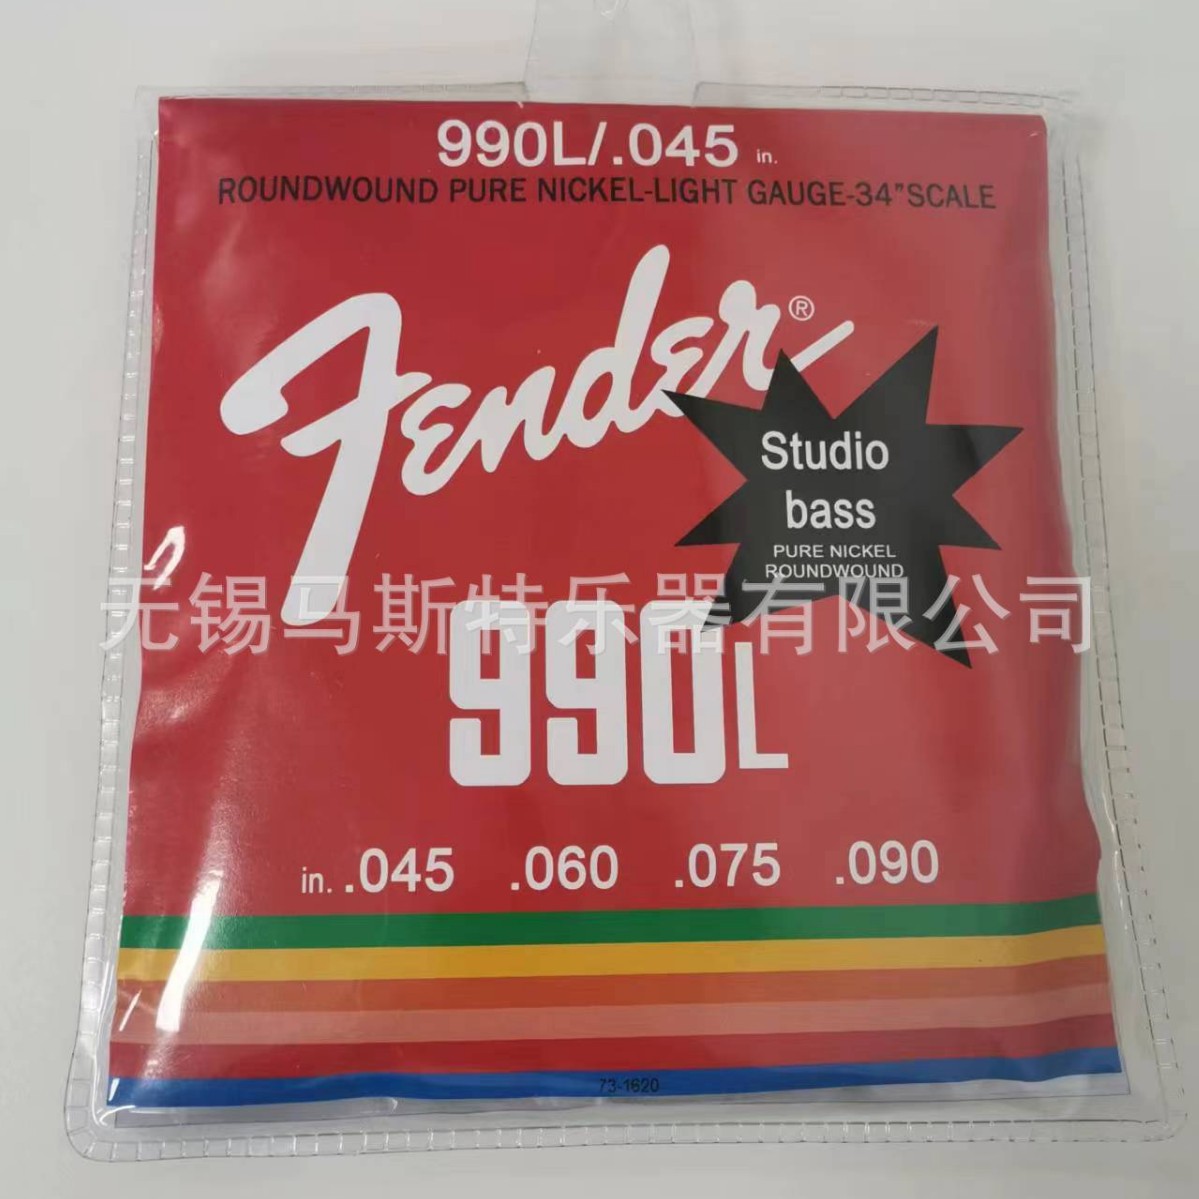 990L/.045 in.
ROUNDWOUND PURE NICKEL-LIGHT GAUGE-34”SCALE
Fender®
Studio
bass
PURE NICKEL
ROUNDWOUND
无锡马斯特乐器有限公司
990L
in. .045 .060 .075 .090
73-1620